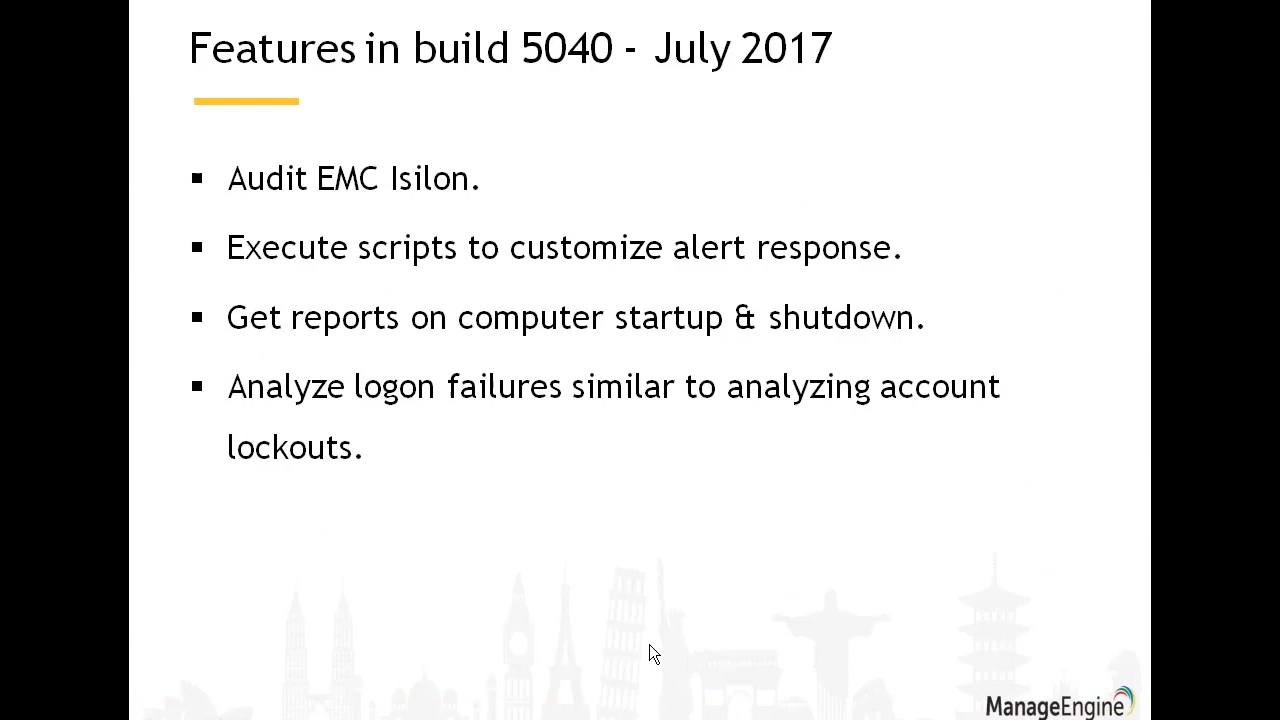 Features in build 5040 - July 2017
▪ Audit EMC Isilon.
▪ Execute scripts to customize alert response.
▪ Get reports on computer startup & shutdown.
▪ Analyze logon failures similar to analyzing account
lockouts.
ManageEngine